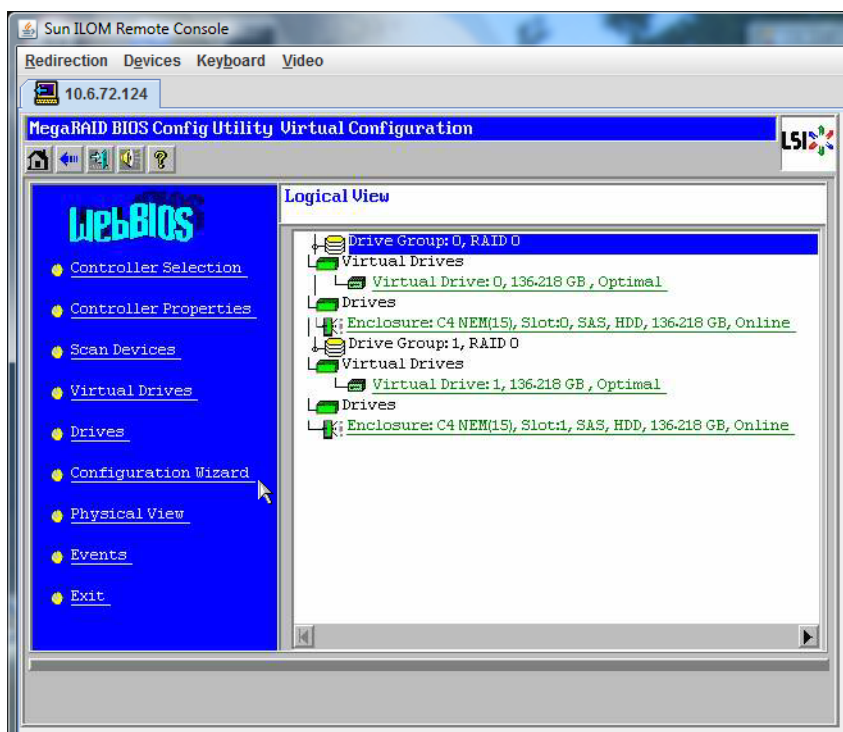 Sun ILOM Remote Console
Redirection Devices Keyboard Video
10.6.72.124
MegaRAID BIOS Config Utility Virtual Configuration
LSI
?
WebBIOS
Controller Selection
Controller Properties
Scan Devices
Virtual Drives
Drives
Configuration Wizard
Physical View
Events
Exit
Logical View
Drive Group: 0, RAID 0
Virtual Drives
Virtual Drive: 0, 136.218 GB, Optimal
Drives
Enclosure: C4 NEM(15), Slot:0, SAS, HDD, 136.218 GB, Online
Drive Group: 1, RAID 0
Virtual Drives
Virtual Drive: 1, 136.218 GB, Optimal
Drives
Enclosure: C4 NEM(15), Slot:1, SAS, HDD, 136.218 GB, Online